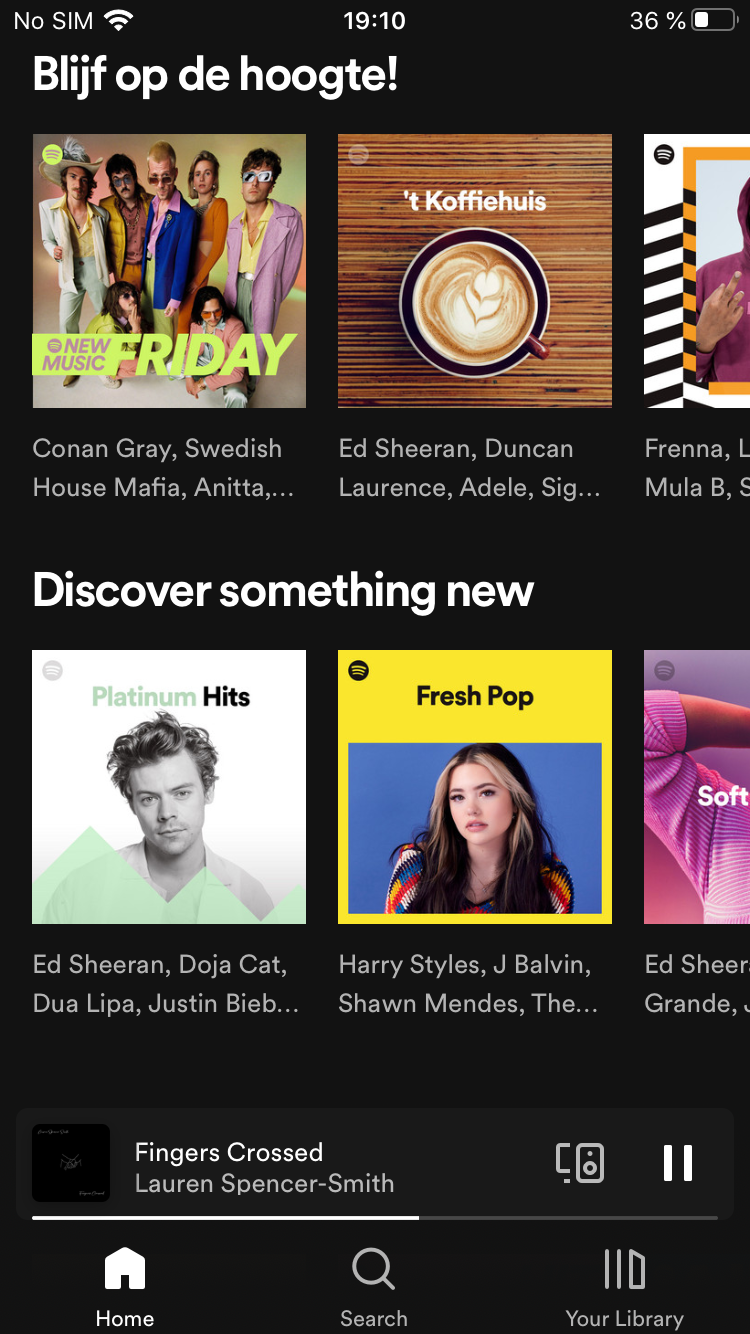 No SIM 19:10 36 %
Blijf op de hoogte!
't Koffiehuis
NEW
MUSIC FRIDAY
Conan Gray, Swedish
House Mafia, Anitta,...
Ed Sheeran, Duncan
Laurence, Adele, Sig...
Frenna, L
Mula B, S
Discover something new
Platinum Hits
Fresh Pop
Soft
Ed Sheeran, Doja Cat,
Dua Lipa, Justin Bieb...
Harry Styles, J Balvin,
Shawn Mendes, The...
Ed Sheer
Grande, J
Fingers Crossed
Lauren Spencer-Smith
Home
Search
Your Library